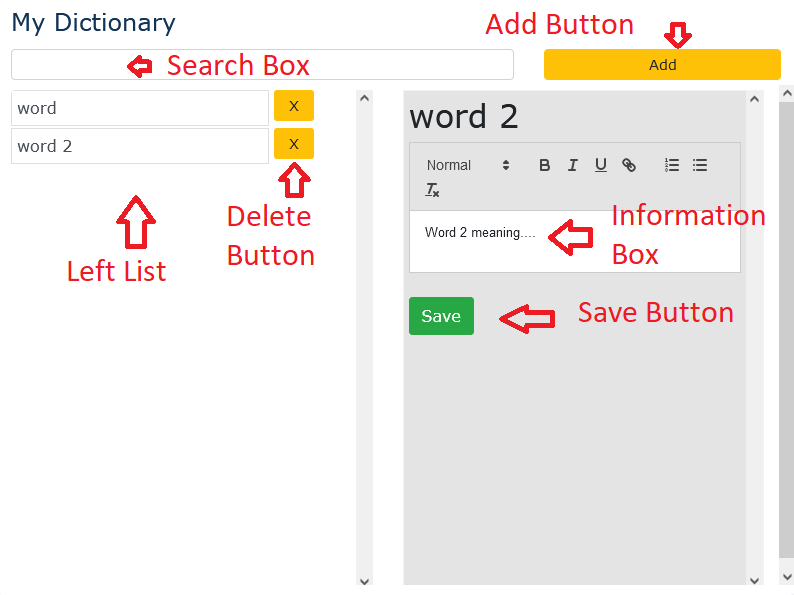 My Dictionary
Add Button
Search Box
Add
word
X
word 2
X
Delete
Button
Left List
word 2
Normal
B I U
Tx
Word 2 meaning....
Information
Box
Save
Save Button